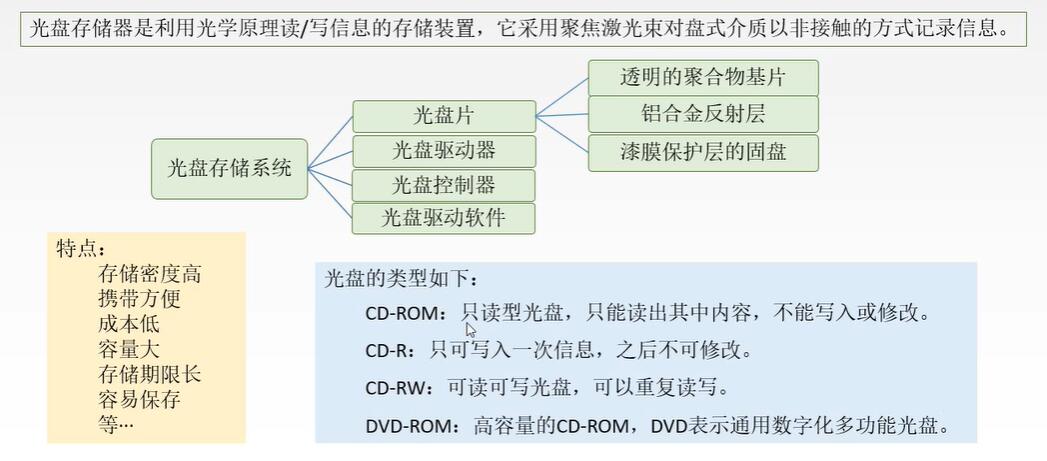 光盘存储器是利用光学原理读/写信息的存储装置，它采用聚焦激光束对盘式介质以非接触的方式记录信息。
光盘存储系统
光盘片
光盘驱动器
光盘控制器
光盘驱动软件
透明的聚合物基片
铝合金反射层
漆膜保护层的固盘
特点：
存储密度高
携带方便
成本低
容量大
存储期限长
容易保存
等…
光盘的类型如下：
CD-ROM：只读型光盘，只能读出其中内容，不能写入或修改。
CD-R：只可写入一次信息，之后不可修改。
CD-RW：可读可写光盘，可以重复读写。
DVD-ROM：高容量的CD-ROM，DVD表示通用数字化多功能光盘。